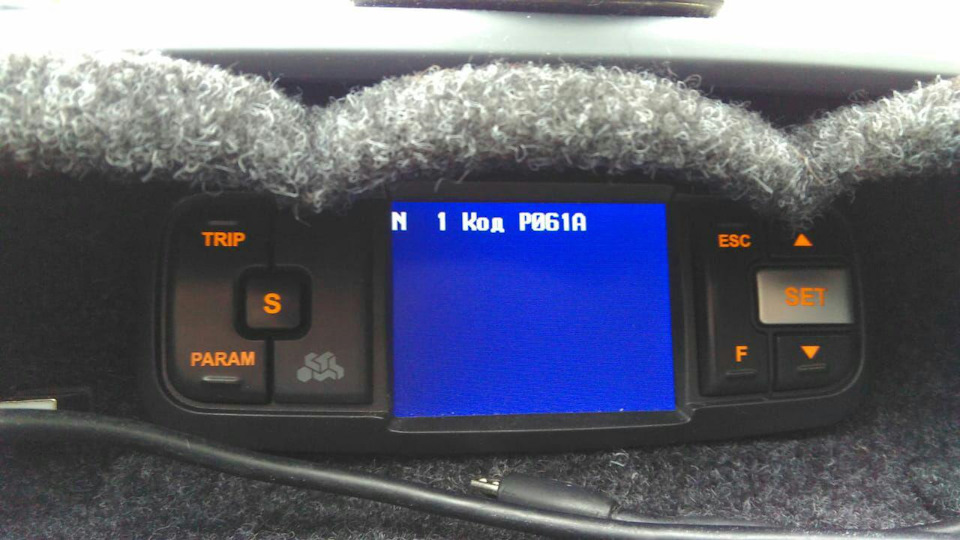 N 1 Код P061A
TRIP
S
PARAM
ESC
SET
F